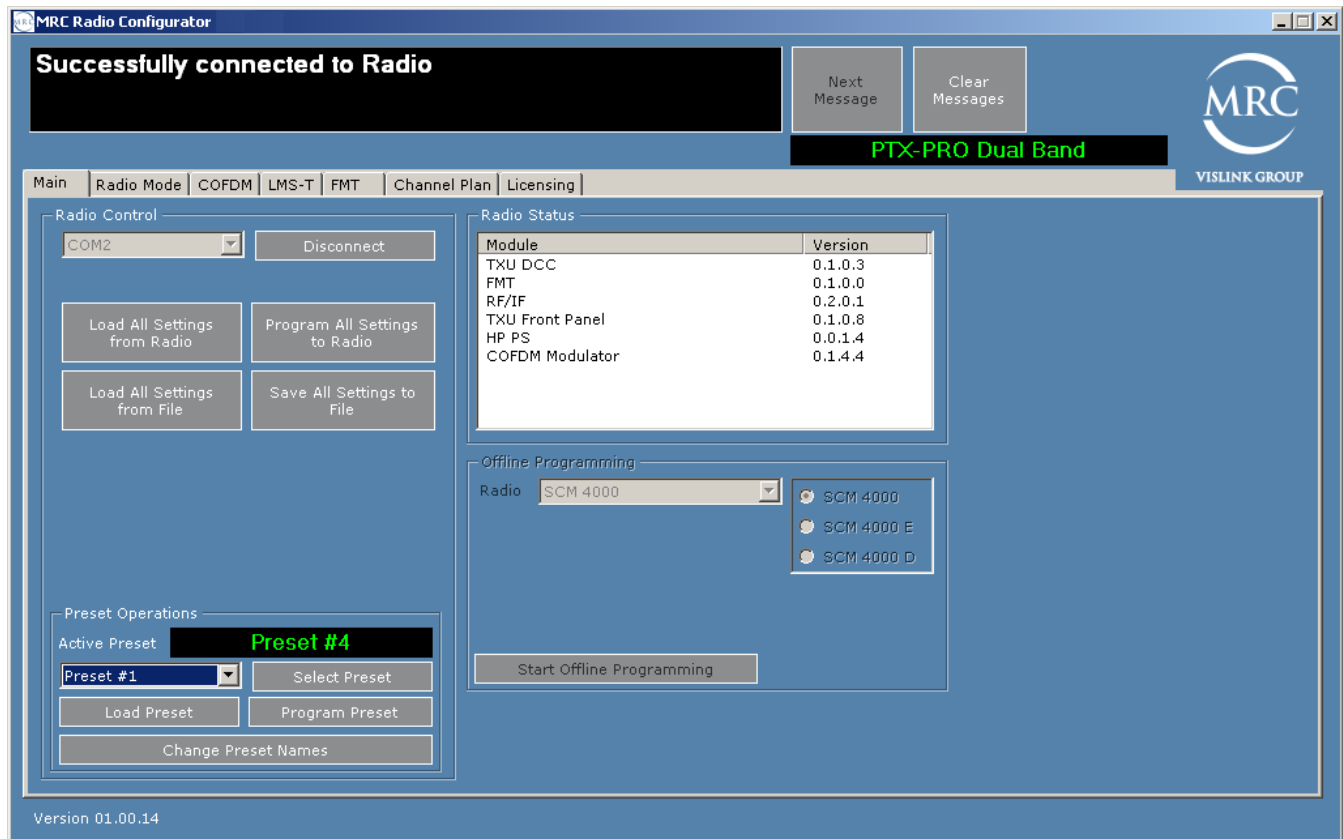 MRC Radio Configurator
Successfully connected to Radio
Next
Message
Clear
Messages
MRC
PTX-PRO Dual Band
VISLINK GROUP
Main Radio Mode COFDM LMS-T FMT Channel Plan Licensing
Radio Control
COM2 Disconnect
Load All Settings
from Radio
Program All Settings
to Radio
Load All Settings
from File
Save All Settings to
File
Preset Operations
Active Preset Preset #4
Preset #1 Select Preset
Load Preset Program Preset
Change Preset Names
Radio Status
Module Version
TXU DCC 0.1.0.3
FMT 0.1.0.0
RF/IF 0.2.0.1
TXU Front Panel 0.1.0.8
HP PS 0.0.1.4
COFDM Modulator 0.1.4.4
Offline Programming
Radio SCM 4000
SCM 4000
SCM 4000 E
SCM 4000 D
Start Offline Programming
Version 01.00.14